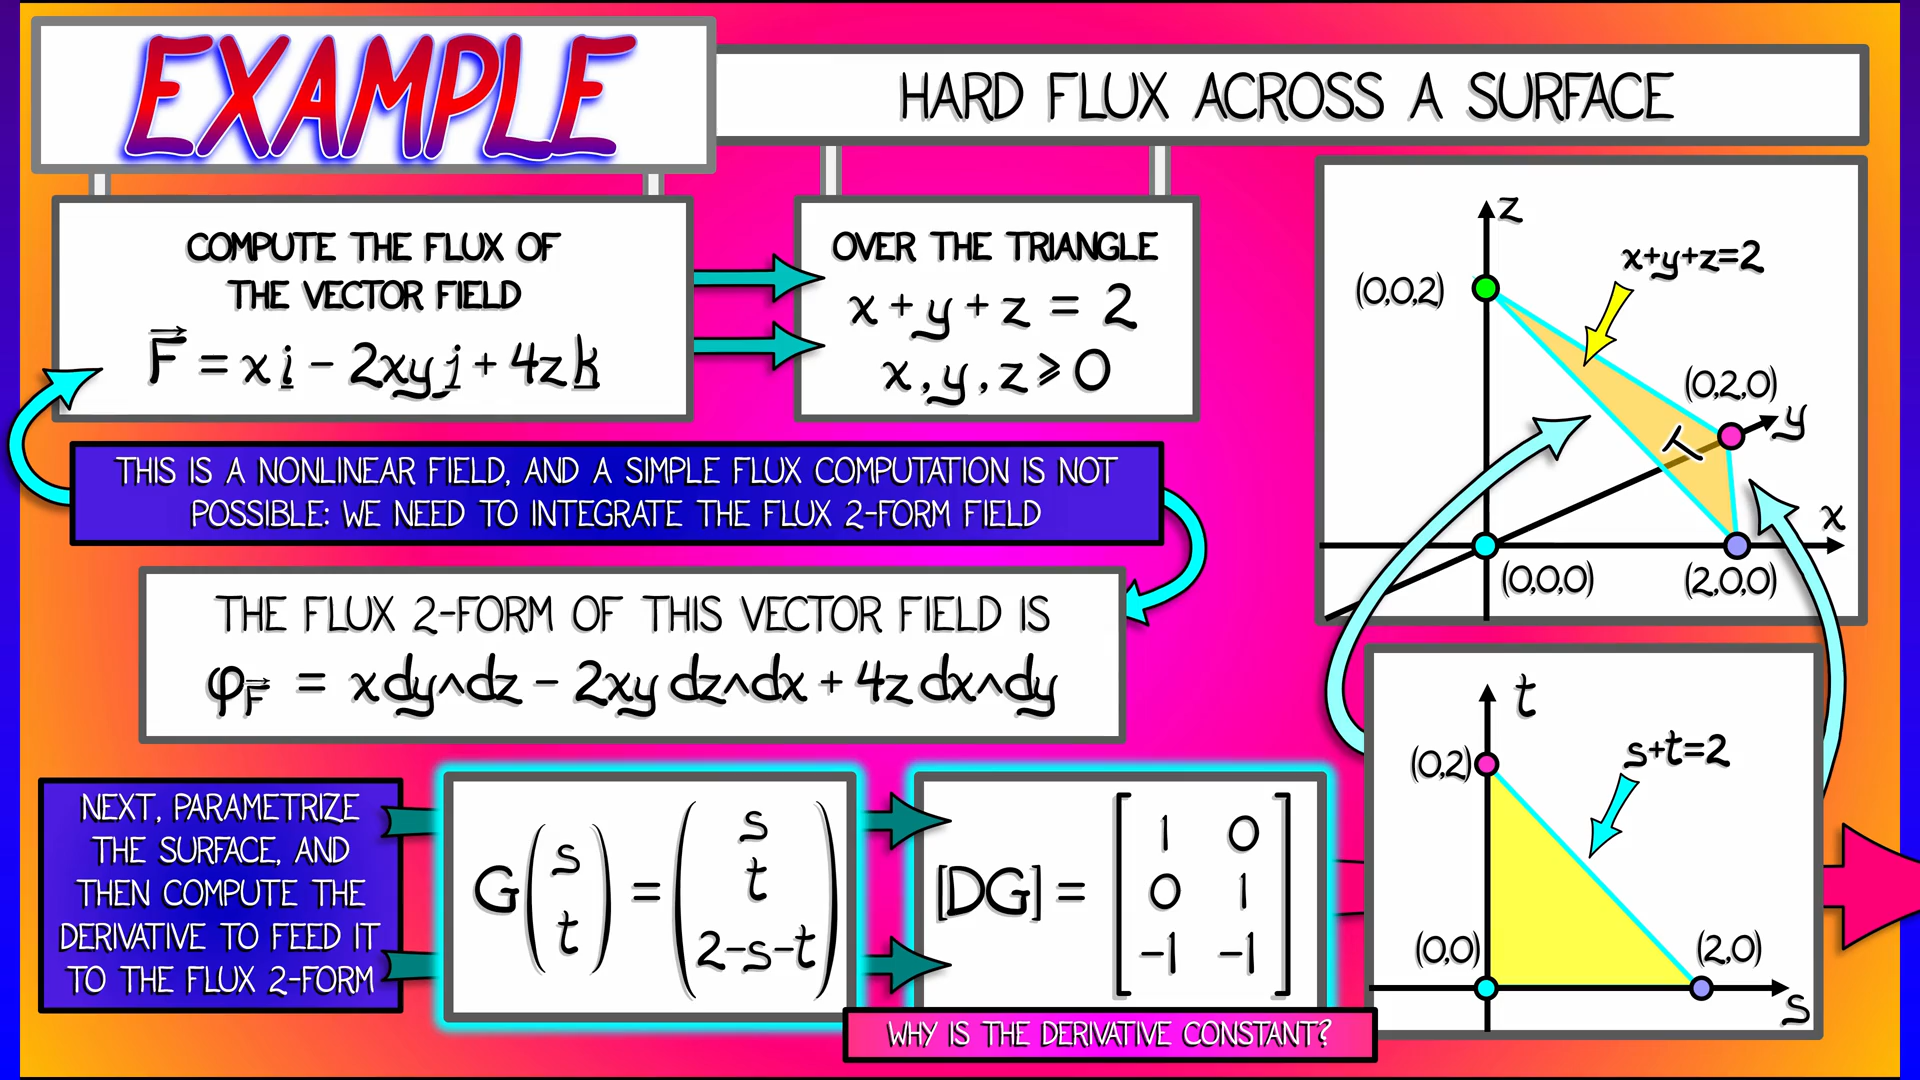 EXAMPLE
HARD FLUX ACROSS A SURFACE
COMPUTE THE FLUX OF
THE VECTOR FIELD
F⃗ = x i̲ − 2xy j̲ + 4z k̲
OVER THE TRIANGLE
x + y + z = 2
x, y, z ⩾ 0
THIS IS A NONLINEAR FIELD, AND A SIMPLE FLUX COMPUTATION IS NOT
POSSIBLE: WE NEED TO INTEGRATE THE FLUX 2-FORM FIELD
THE FLUX 2-FORM OF THIS VECTOR FIELD IS
φ_F⃗ = x dy∧dz − 2xy dz∧dx + 4z dx∧dy
NEXT, PARAMETRIZE
THE SURFACE, AND
THEN COMPUTE THE
DERIVATIVE TO FEED IT
TO THE FLUX 2-FORM
G(s t) = (s t 2-s-t)
[DG] = [1 0
0 1
-1 -1]
WHY IS THE DERIVATIVE CONSTANT?
z
x+y+z=2
(0,0,2)
(0,2,0)
y
T
x
(0,0,0)
(2,0,0)
t
s+t=2
(0,2)
(0,0)
(2,0)
s